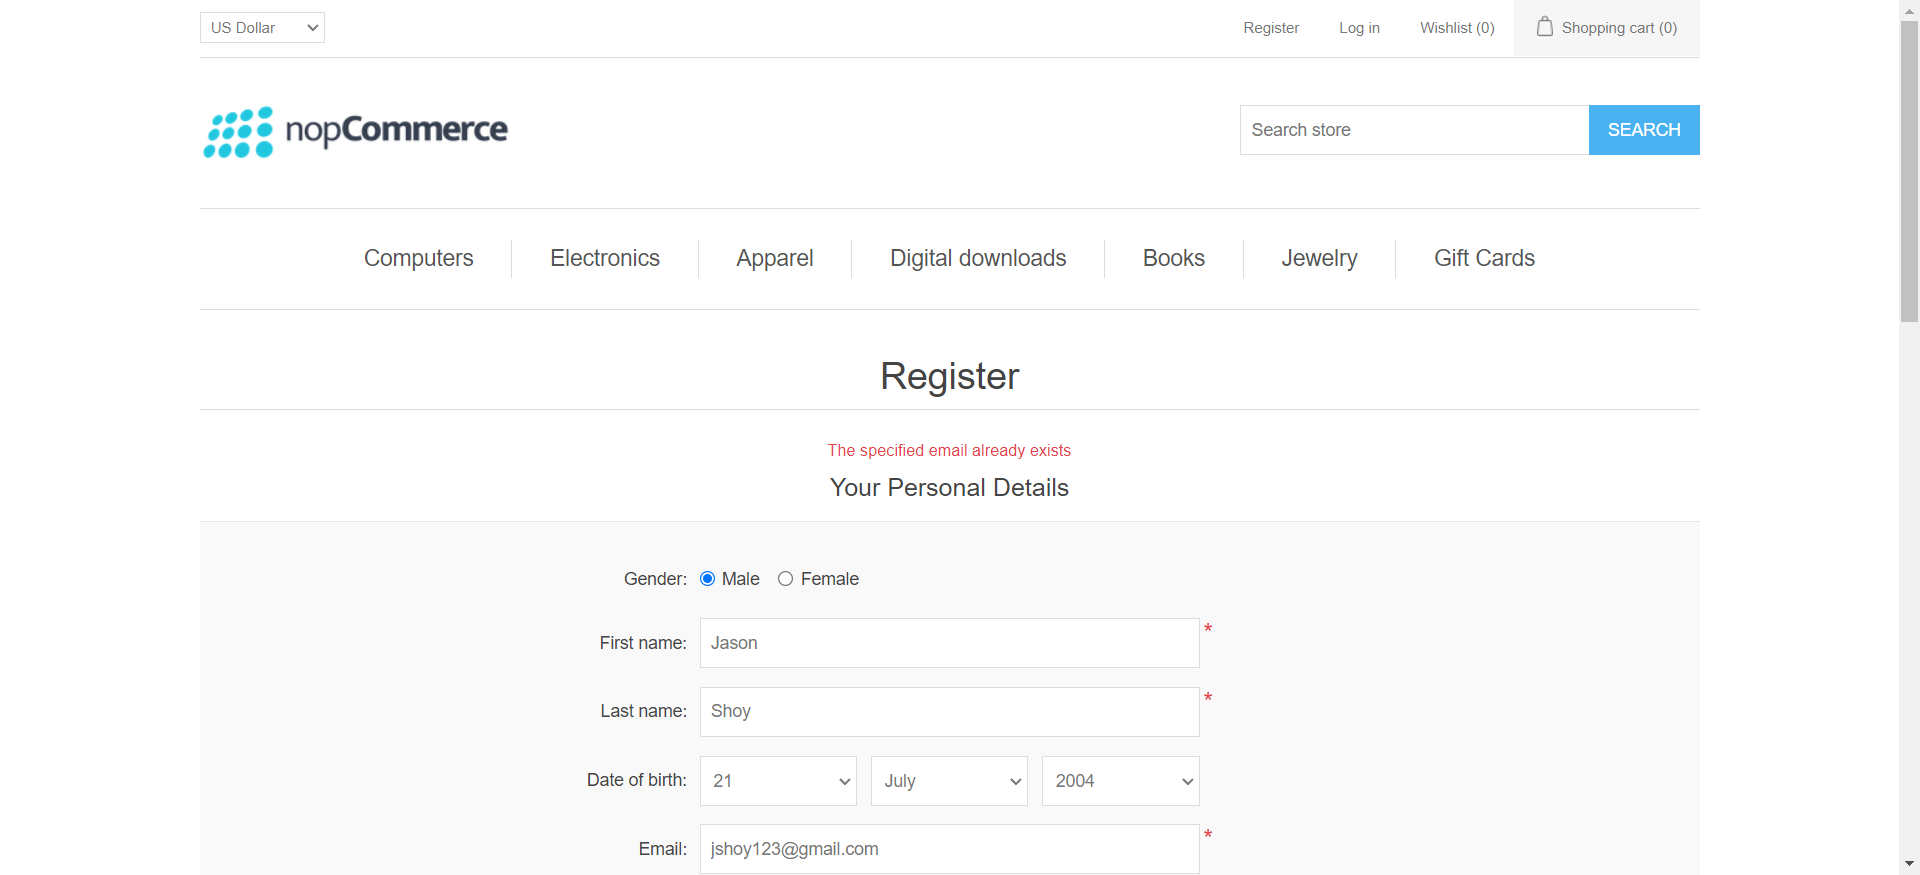 US Dollar
Register
Log in
Wishlist (0)
Shopping cart (0)
nopCommerce
Search store
SEARCH
Computers
Electronics
Apparel
Digital downloads
Books
Jewelry
Gift Cards
Register
The specified email already exists
Your Personal Details
Gender: Male Female
First name: Jason *
Last name: Shoy *
Date of birth: 21 July 2004
Email: jshoy123@gmail.com *